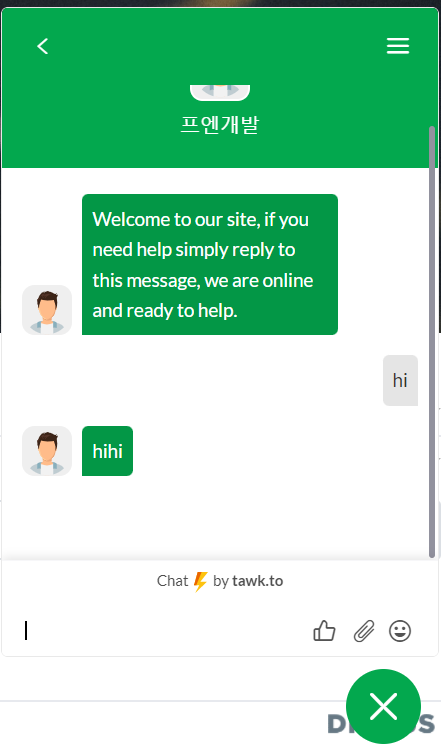 프엔개발
Welcome to our site, if you
need help simply reply to
this message, we are online
and ready to help.
hi
hihi
Chat ⚡ by tawk.to